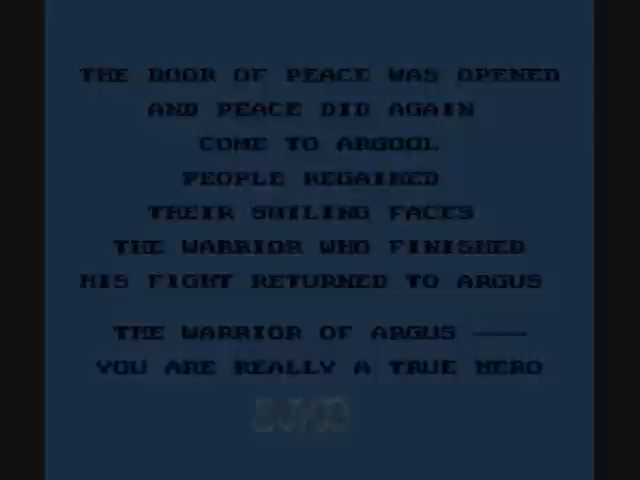 THE DOOR OF PEACE WAS OPENED
AND PEACE DID AGAIN
COME TO ARGOOL
PEOPLE REGAINED
THEIR SMILING FACES
THE WARRIOR WHO FINISHED
HIS FIGHT RETURNED TO ARGUS
THE WARRIOR OF ARGUS ——
YOU ARE REALLY A TRUE HERO